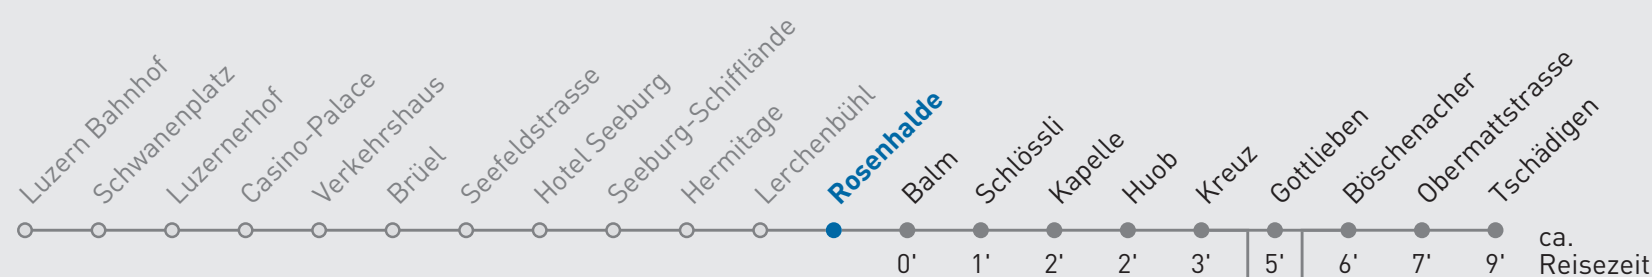 Luzern Bahnhof
Schwanenplatz
Luzernerhof
Casino-Palace
Verkehrshaus
Brüel
Seefeldstrasse
Hotel Seeburg
Seeburg-Schifflände
Hermitage
Lerchenbühl
Rosenhalde
Balm
Schlössli
Kapelle
Huob
Kreuz
Gottlieben
Böschenacher
Obermattstrasse
Tschädigen
0' 1' 2' 2' 3' 5' 6' 7' 9'
ca.
Reisezeit